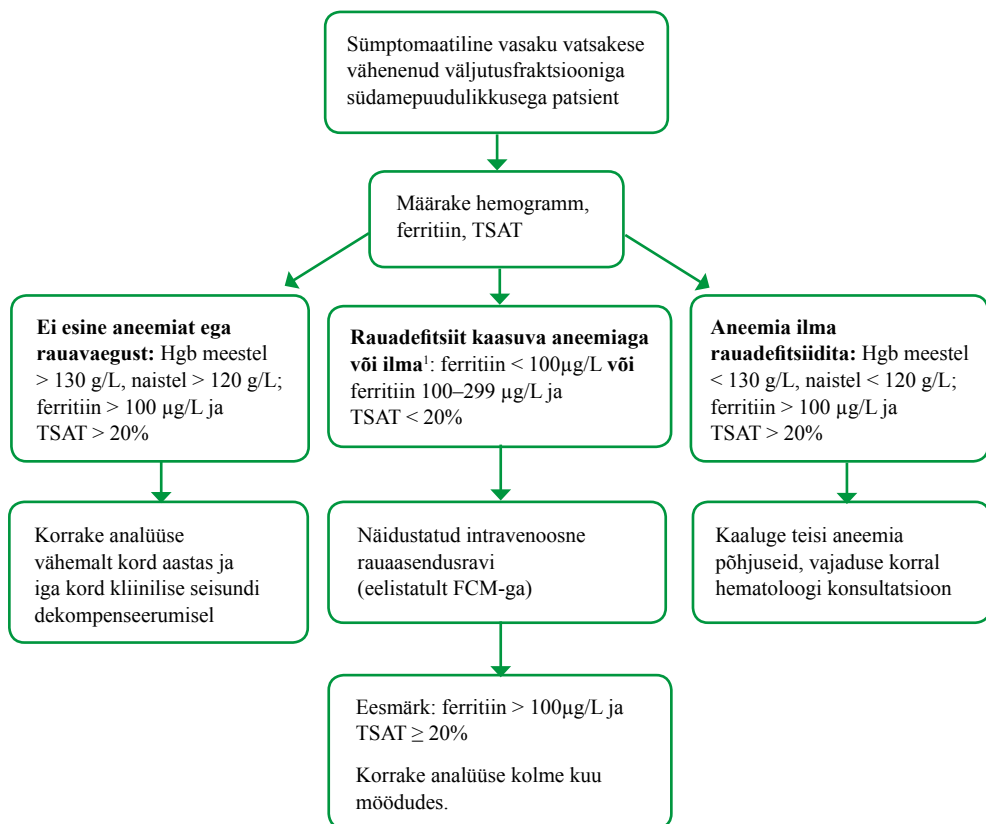 Sümptomaatiline vasaku vatsakese
vähenenud väljutusfraktsiooniga
südamepuudulikkusega patsient
Määrake hemogramm,
ferritiin, TSAT
Ei esine aneemiat ega
rauavaegust: Hgb meestel
> 130 g/L, naistel > 120 g/L;
ferritiin > 100 µg/L ja
TSAT > 20%
Rauadefitsiit kaasuva aneemiaga
või ilma¹: ferritiin < 100µg/L või
ferritiin 100–299 µg/L ja
TSAT < 20%
Aneemia ilma
rauadefitsiidita: Hgb meestel
< 130 g/L, naistel < 120 g/L;
ferritiin > 100 µg/L ja
TSAT > 20%
Korrake analüüse
vähemalt kord aastas ja
iga kord kliinilise seisundi
dekompenseerumisel
Näidustatud intravenoosne
rauaasendusravi
(eelistatult FCM-ga)
Kaaluge teisi aneemia
põhjuseid, vajaduse korral
hematoloogi konsultatsioon
Eesmärk: ferritiin > 100µg/L ja
TSAT ≥ 20%
Korrake analüüse kolme kuu
möödudes.